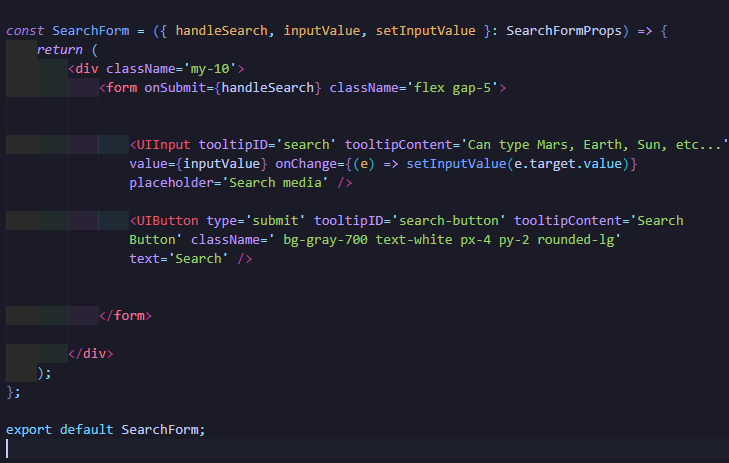 const SearchForm = ({ handleSearch, inputValue, setInputValue }: SearchFormProps) => {
    return (
        <div className='my-10'>
            <form onSubmit={handleSearch} className='flex gap-5'>
                <UIInput tooltipID='search' tooltipContent='Can type Mars, Earth, Sun, etc...'
                value={inputValue} onChange={(e) => setInputValue(e.target.value)}
                placeholder='Search media' />
                <UIButton type='submit' tooltipID='search-button' tooltipContent='Search
                Button' className=' bg-gray-700 text-white px-4 py-2 rounded-lg'
                text='Search' />
            </form>
        </div>
    );
};
export default SearchForm;